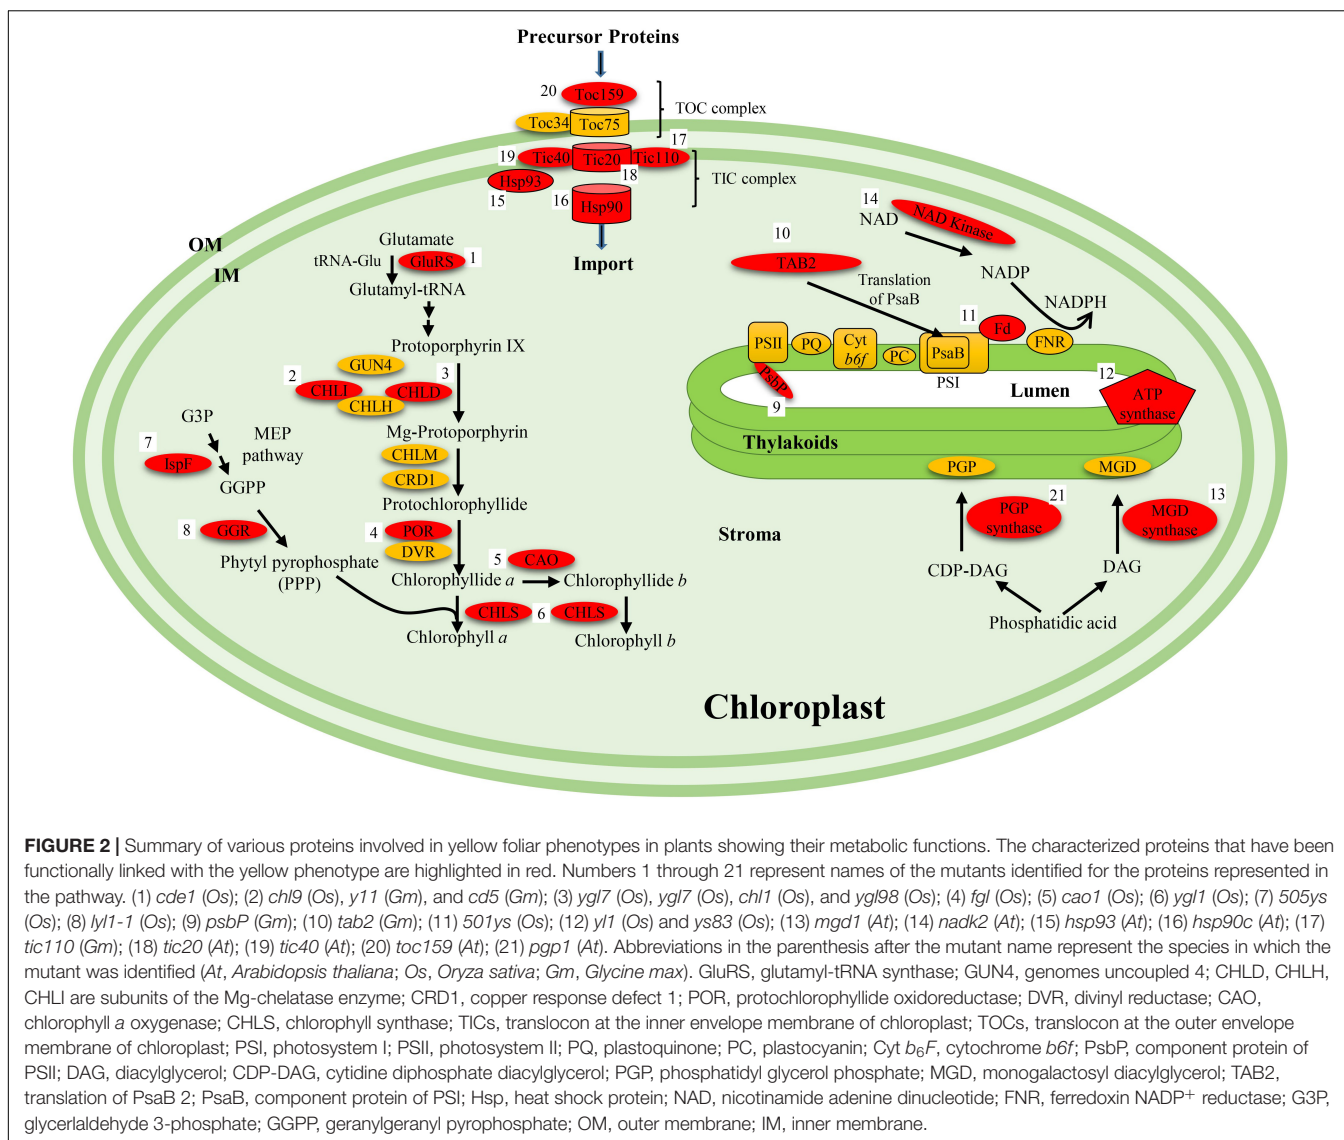 Precursor Proteins
20
Toc159
TOC complex
Toc34
Toc75
17
19
Tic40
Tic20
Tic110
18
TIC complex
Hsp93
15
16
Hsp90
Import
OM
IM
Glutamate
tRNA-Glu
GluRS
1
Glutamyl-tRNA
Protoporphyrin IX
GUN4
2
3
CHLI
CHLD
CHLH
Mg-Protoporphyrin
CHLM
CRD1
Protochlorophyllide
4
POR
DVR
5
CAO
Chlorophyllide a
Chlorophyllide b
CHLS
6
CHLS
Chlorophyll a
Chlorophyll b
G3P
7
MEP
pathway
IspF
GGPP
8
GGR
Phytyl pyrophosphate
(PPP)
10
TAB2
Translation
of PsaB
14
NAD
NAD Kinase
NADP
NADPH
11
Fd
FNR
PSII
PQ
Cyt
b6f
PC
PsaB
PSI
PsbP
9
Lumen
12
ATP
synthase
Thylakoids
PGP
MGD
Stroma
21
PGP
synthase
13
MGD
synthase
CDP-DAG
DAG
Phosphatidic acid
Chloroplast
FIGURE 2 | Summary of various proteins involved in yellow foliar phenotypes in plants showing their metabolic functions. The characterized proteins that have been
functionally linked with the yellow phenotype are highlighted in red. Numbers 1 through 21 represent names of the mutants identified for the proteins represented in
the pathway. (1) cde1 (Os); (2) chl9 (Os), y11 (Gm), and cd5 (Gm); (3) ygl7 (Os), ygl7 (Os), chl1 (Os), and ygl98 (Os); (4) fgl (Os); (5) cao1 (Os); (6) ygl1 (Os); (7) 505ys
(Os); (8) lyl1-1 (Os); (9) psbP (Gm); (10) tab2 (Gm); (11) 501ys (Os); (12) yl1 (Os) and ys83 (Os); (13) mgd1 (At); (14) nadk2 (At); (15) hsp93 (At); (16) hsp90c (At); (17)
tic110 (Gm); (18) tic20 (At); (19) tic40 (At); (20) toc159 (At); (21) pgp1 (At). Abbreviations in the parenthesis after the mutant name represent the species in which the
mutant was identified (At, Arabidopsis thaliana; Os, Oryza sativa; Gm, Glycine max). GluRS, glutamyl-tRNA synthase; GUN4, genomes uncoupled 4; CHLD, CHLH,
CHLI are subunits of the Mg-chelatase enzyme; CRD1, copper response defect 1; POR, protochlorophyllide oxidoreductase; DVR, divinyl reductase; CAO,
chlorophyll a oxygenase; CHLS, chlorophyll synthase; TICs, translocon at the inner envelope membrane of chloroplast; TOCs, translocon at the outer envelope
membrane of chloroplast; PSI, photosystem I; PSII, photosystem II; PQ, plastoquinone; PC, plastocyanin; Cyt b₆F, cytochrome b6f; PsbP, component protein of
PSII; DAG, diacylglycerol; CDP-DAG, cytidine diphosphate diacylglycerol; PGP, phosphatidyl glycerol phosphate; MGD, monogalactosyl diacylglycerol; TAB2,
translation of PsaB 2; PsaB, component protein of PSI; Hsp, heat shock protein; NAD, nicotinamide adenine dinucleotide; FNR, ferredoxin NADP⁺ reductase; G3P,
glycerlaldehyde 3-phosphate; GGPP, geranylgeranyl pyrophosphate; OM, outer membrane; IM, inner membrane.